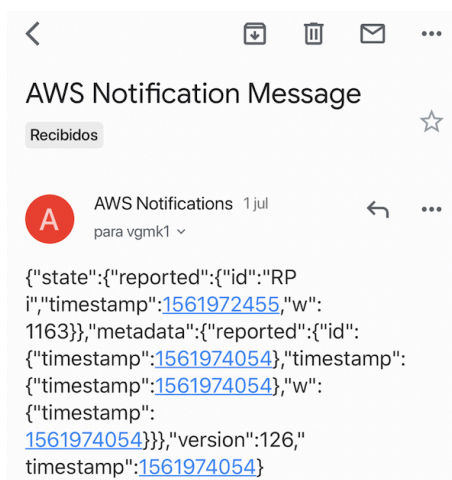 AWS Notification Message
Recibidos
A
AWS Notifications 1 jul
para vgmk1
{"state":{"reported":{"id":"RP
i","timestamp":1561972455,"w":
1163}},"metadata":{"reported":{"id":
{"timestamp":1561974054},"timestamp":
{"timestamp":1561974054},"w":
{"timestamp":
1561974054}}},"version":126,"
timestamp":1561974054}